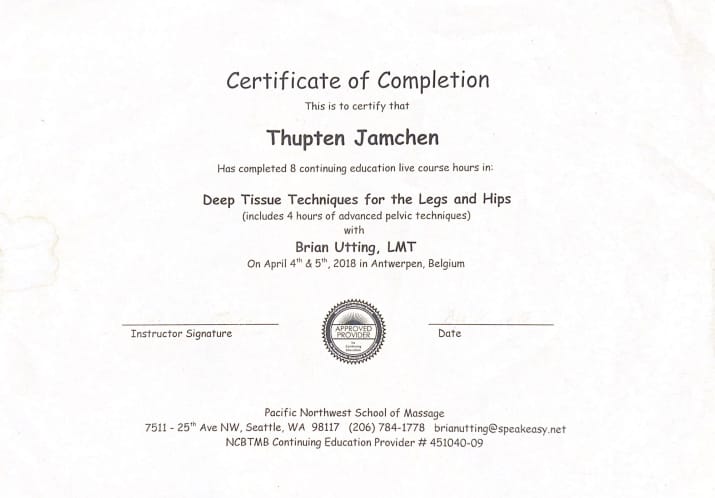 Certificate of Completion
This is to certify that
Thupten Jamchen
Has completed 8 continuing education live course hours in:
Deep Tissue Techniques for the Legs and Hips
(includes 4 hours of advanced pelvic techniques)
with
Brian Utting, LMT
On April 4th & 5th, 2018 in Antwerpen, Belgium
APPROVED
PROVIDER
for
Continuing
Education
Instructor Signature
Date
Pacific Northwest School of Massage
7511 - 25th Ave NW, Seattle, WA 98117 (206) 784-1778 brianutting@speakeasy.net
NCBTMB Continuing Education Provider # 451040-09